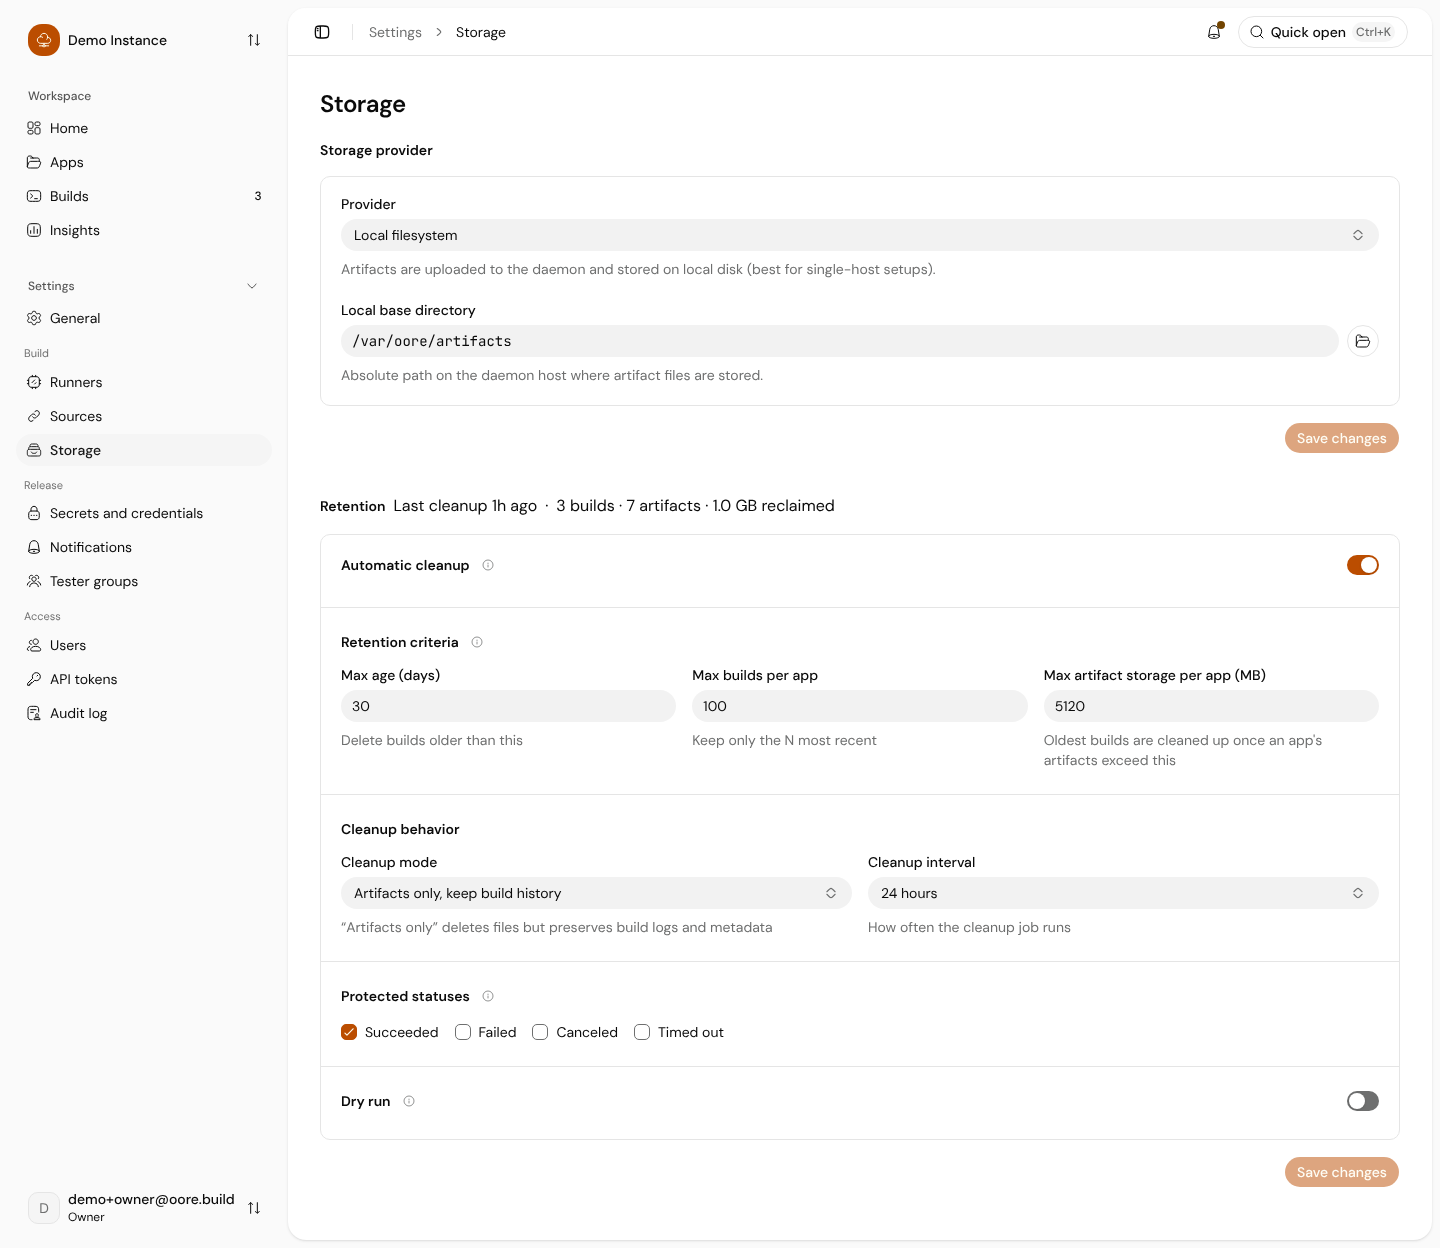 Demo Instance
Workspace
Home
Apps
Builds 3
Insights
Settings
General
Build
Runners
Sources
Storage
Release
Secrets and credentials
Notifications
Tester groups
Access
Users
API tokens
Audit log
D
demo+owner@oore.build
Owner
Settings > Storage
Quick open Ctrl+K
Storage
Storage provider
Provider
Local filesystem
Artifacts are uploaded to the daemon and stored on local disk (best for single-host setups).
Local base directory
/var/oore/artifacts
Absolute path on the daemon host where artifact files are stored.
Save changes
Retention Last cleanup 1h ago · 3 builds · 7 artifacts · 1.0 GB reclaimed
Automatic cleanup
Retention criteria
Max age (days)
30
Delete builds older than this
Max builds per app
100
Keep only the N most recent
Max artifact storage per app (MB)
5120
Oldest builds are cleaned up once an app's
artifacts exceed this
Cleanup behavior
Cleanup mode
Artifacts only, keep build history
“Artifacts only” deletes files but preserves build logs and metadata
Cleanup interval
24 hours
How often the cleanup job runs
Protected statuses
Succeeded Failed Canceled Timed out
Dry run
Save changes